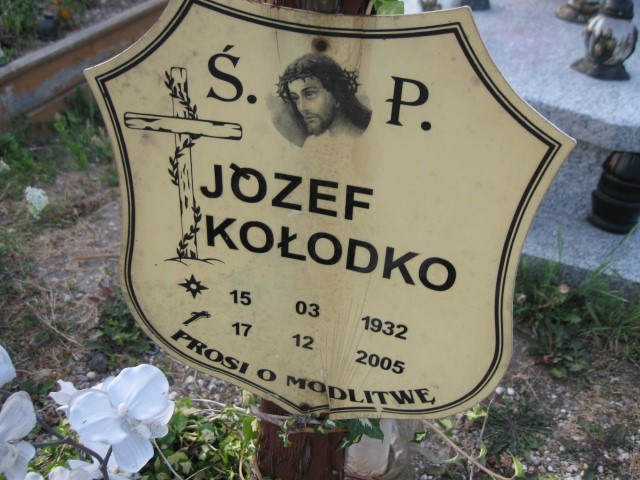 Ś. P.
JÓZEF
KOŁODKO
15 03 1932
17 12 2005
PROSI O MODLITWĘ